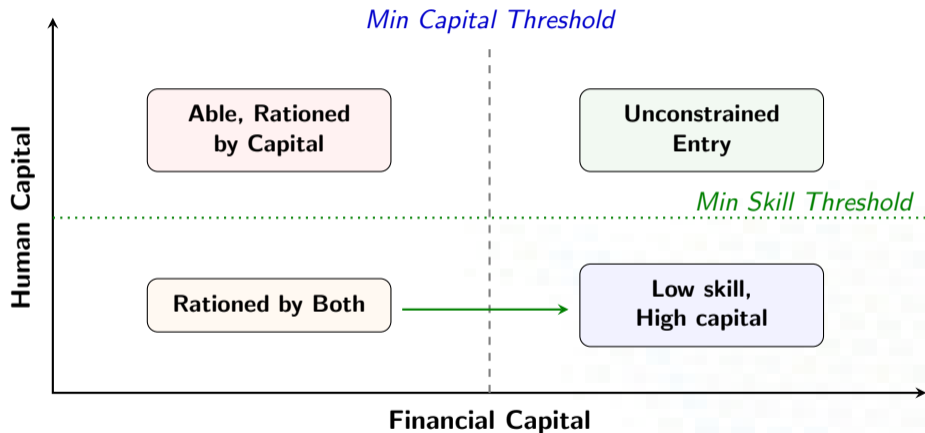 Min Capital Threshold
Able, Rationed
by Capital
Unconstrained
Entry
Human Capital
Min Skill Threshold
Rationed by Both
Low skill,
High capital
Financial Capital